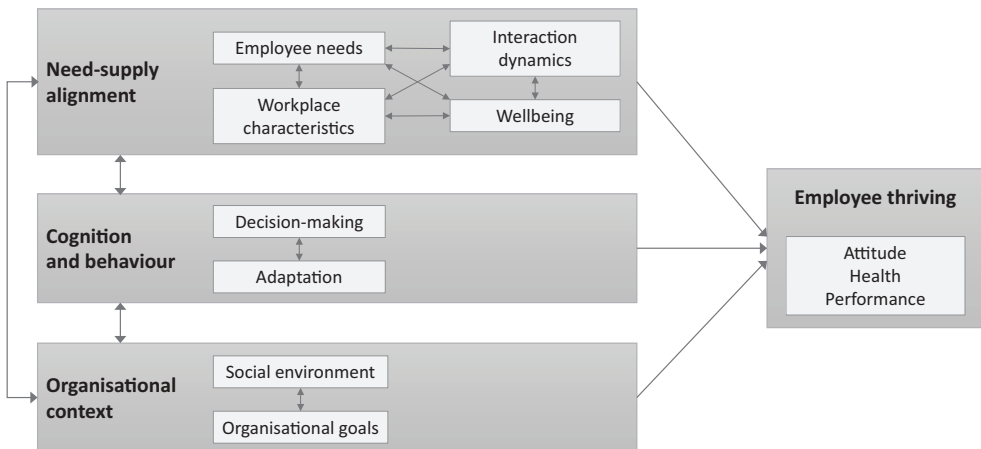 Need-supply
alignment
Employee needs
Interaction
dynamics
Workplace
characteristics
Wellbeing
Cognition
and behaviour
Decision-making
Adaptation
Organisational
context
Social environment
Organisational goals
Employee thriving
Attitude
Health
Performance